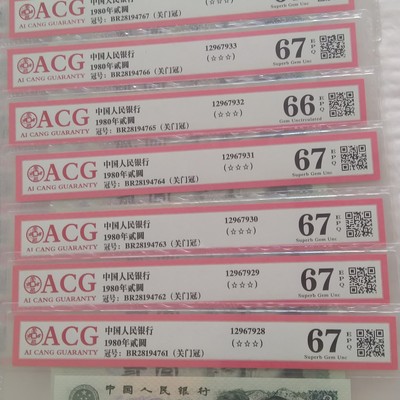 ACG
AI CANG GUARANTY
中国人民银行
1980年贰圆
冠号: BR28194767 (关门冠)
(☆☆☆)
Superb Gem Unc
ACG
AI CANG GUARANTY
中国人民银行
1980年贰圆
冠号: BR28194766 (关门冠)
12967933
(☆☆☆)
67
EPQ
Superb Gem Unc
ACG
AI CANG GUARANTY
中国人民银行
1980年贰圆
冠号: BR28194765 (关门冠)
12967932
(☆☆☆)
66
EPQ
Gem Uncirculated
ACG
AI CANG GUARANTY
中国人民银行
1980年贰圆
冠号: BR28194764 (关门冠)
12967931
(☆☆☆)
67
EPQ
Superb Gem Unc
ACG
AI CANG GUARANTY
中国人民银行
1980年贰圆
冠号: BR28194763 (关门冠)
12967930
(☆☆☆)
67
EPQ
Superb Gem Unc
ACG
AI CANG GUARANTY
中国人民银行
1980年贰圆
冠号: BR28194762 (关门冠)
12967929
(☆☆☆)
67
EPQ
Superb Gem Unc
ACG
AI CANG GUARANTY
中国人民银行
1980年贰圆
冠号: BR28194761 (关门冠)
12967928
(☆☆☆)
67
EPQ
Superb Gem Unc
中国人民银行